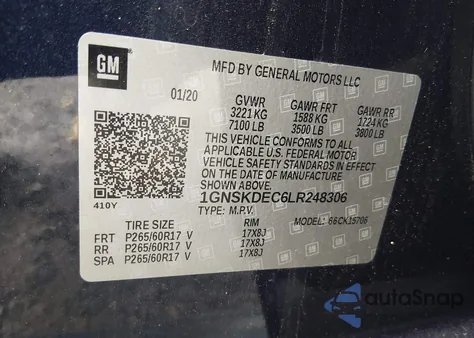 GM
MFD BY GENERAL MOTORS LLC
01/20 GVWR GAWR FRT GAWR RR
3221 KG 1588 KG 1724 KG
7100 LB 3500 LB 3800 LB
THIS VEHICLE CONFORMS TO ALL
APPLICABLE U.S. FEDERAL MOTOR
VEHICLE SAFETY STANDARDS IN EFFECT
ON THE DATE OF MANUFACTURE
SHOWN ABOVE.
1GNSKDEC6LR248306
410Y TYPE: M.P.V. MODEL:
TIRE SIZE RIM
FRT P265/60R17 V 17X8J
RR P265/60R17 V 17X8J
SPA P265/60R17 V 17X8J
autoSnap